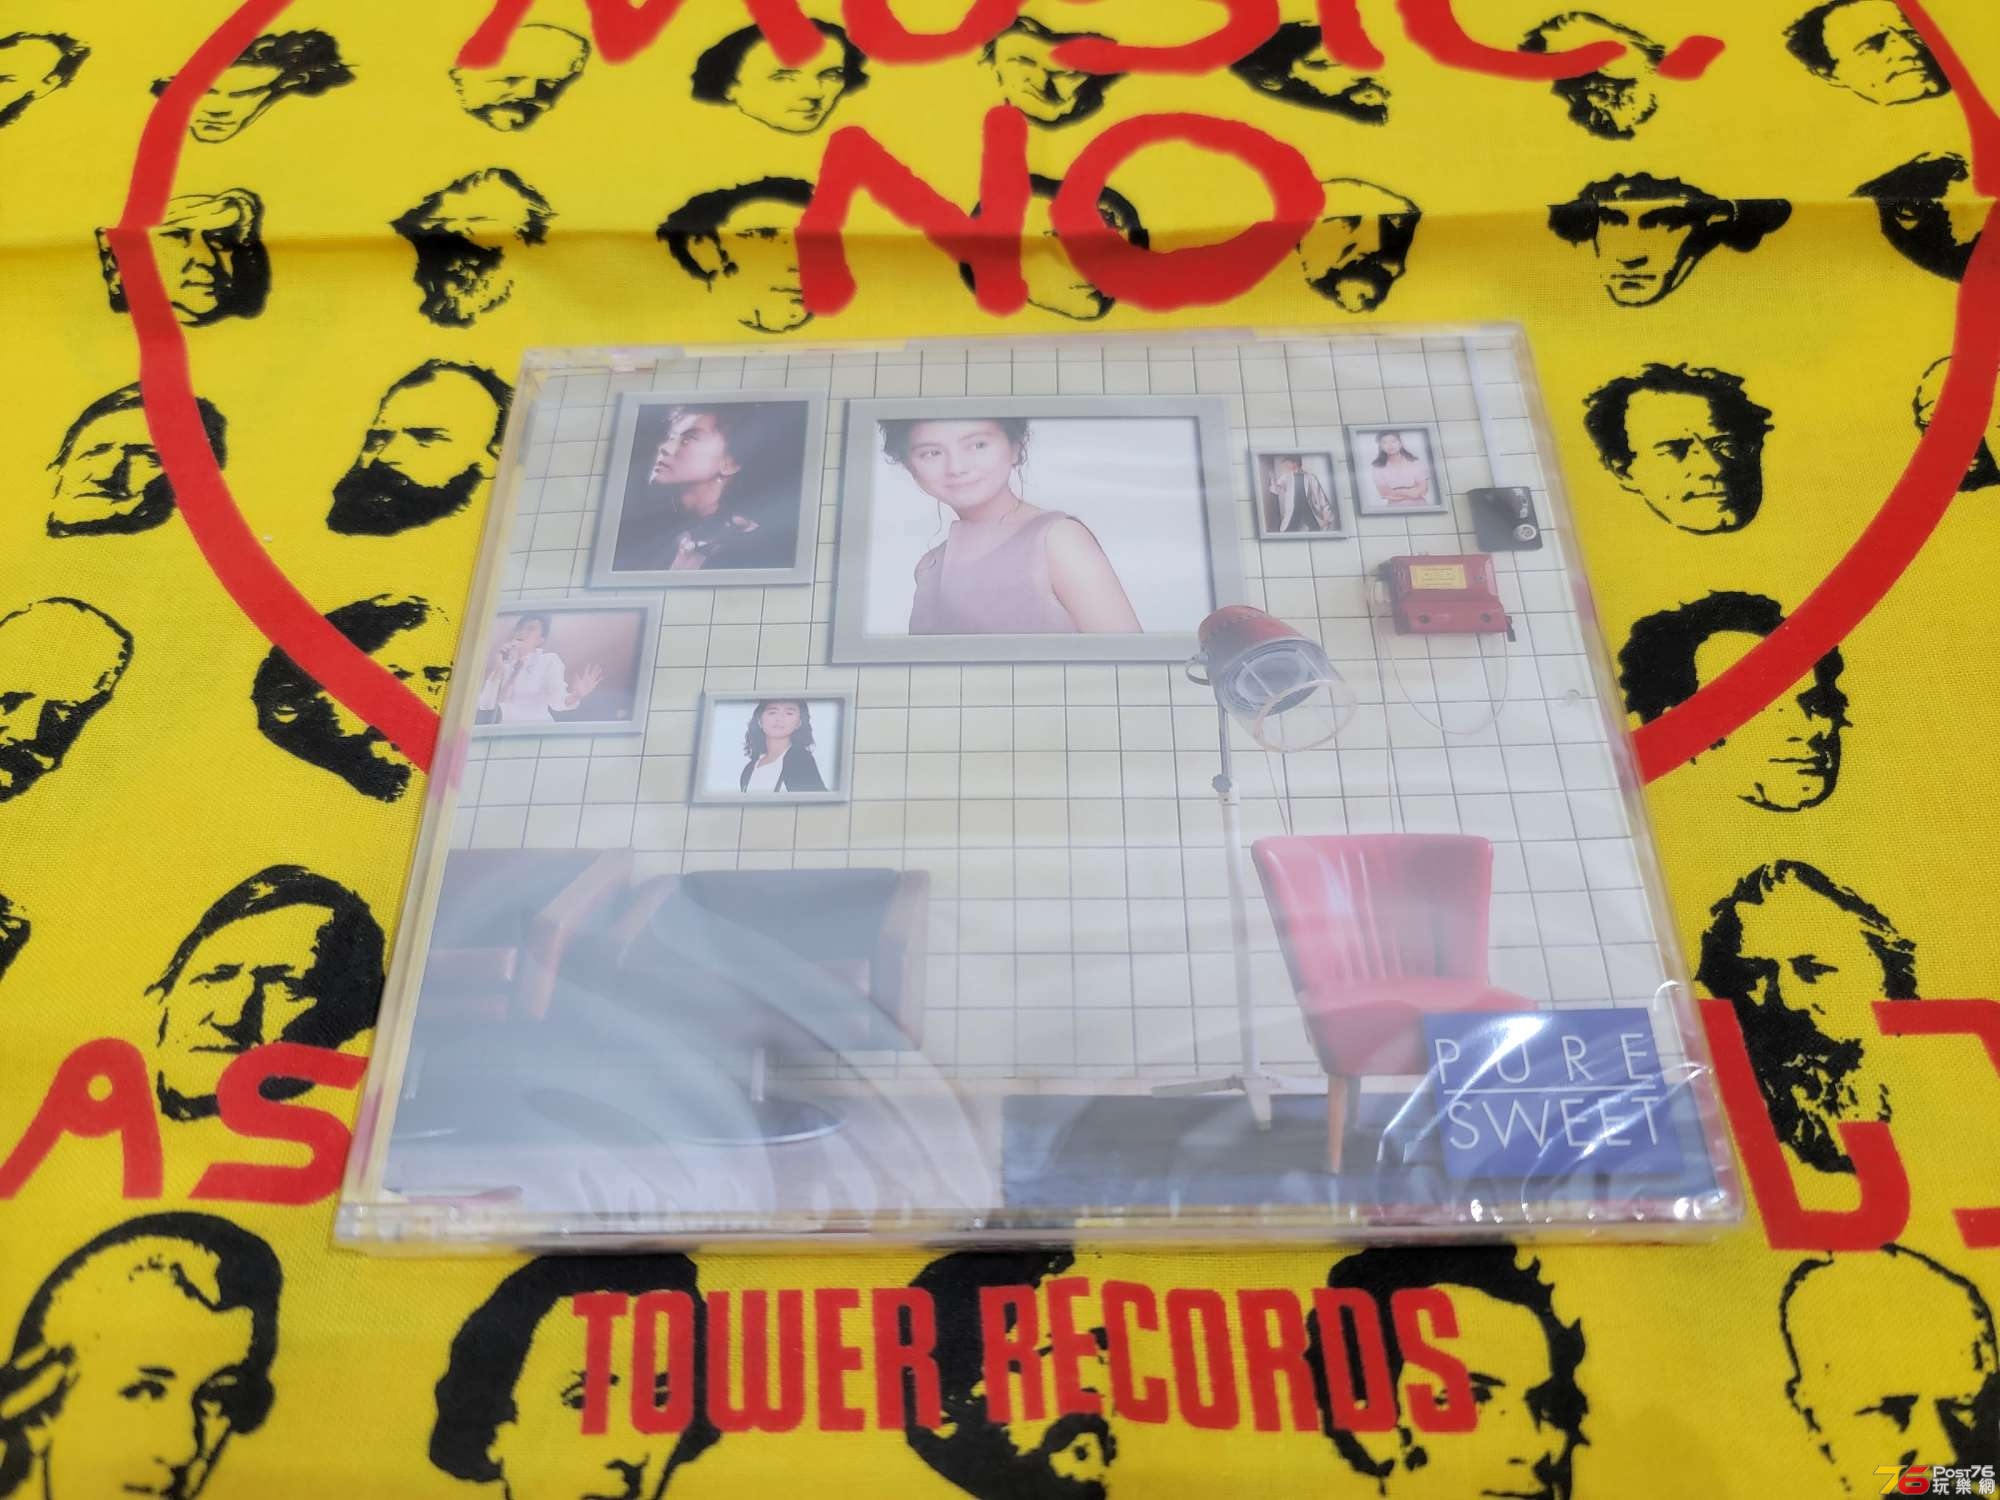 MUSIC.
NO
PURE
SWEET
AS
TOWER RECORDS
Post76
玩樂網